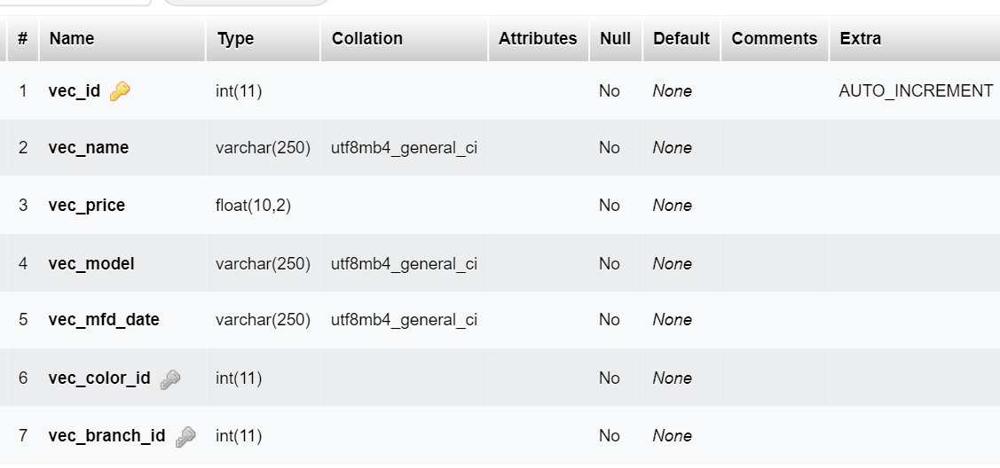 # Name Type Collation Attributes Null Default Comments Extra
1 vec_id int(11) No None AUTO_INCREMENT
2 vec_name varchar(250) utf8mb4_general_ci No None
3 vec_price float(10,2) No None
4 vec_model varchar(250) utf8mb4_general_ci No None
5 vec_mfd_date varchar(250) utf8mb4_general_ci No None
6 vec_color_id int(11) No None
7 vec_branch_id int(11) No None